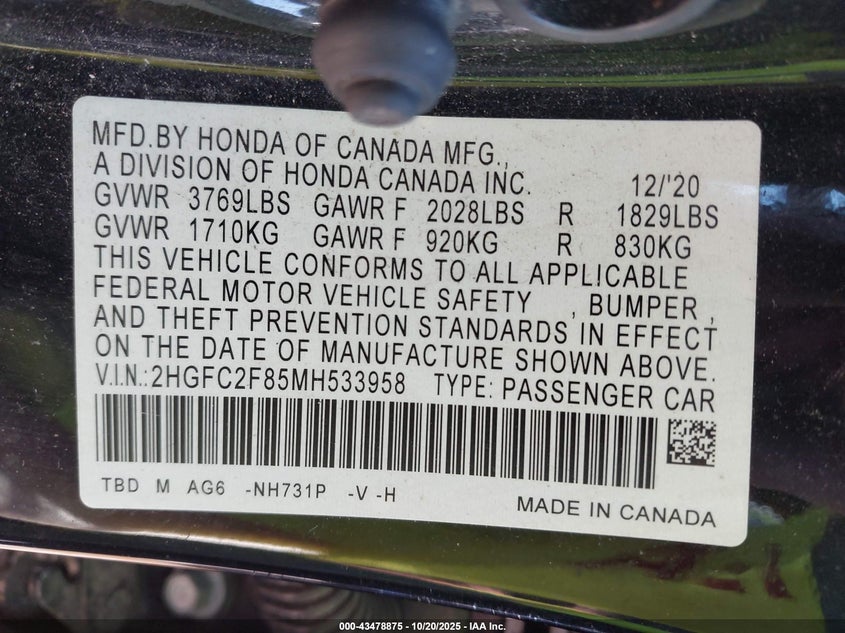 MFD.BY HONDA OF CANADA MFG.,
A DIVISION OF HONDA CANADA INC. 12/'20
GVWR 3769LBS GAWR F 2028LBS R 1829LBS
GVWR 1710KG GAWR F 920KG R 830KG
THIS VEHICLE CONFORMS TO ALL APPLICABLE
FEDERAL MOTOR VEHICLE SAFETY , BUMPER ,
AND THEFT PREVENTION STANDARDS IN EFFECT
ON THE DATE OF MANUFACTURE SHOWN ABOVE.
V.I.N.:2HGFC2F85MH533958 TYPE: PASSENGER CAR
TBD M AG6 -NH731P -V -H
MADE IN CANADA
000-43478875 - 10/20/2025 - IAA Inc.